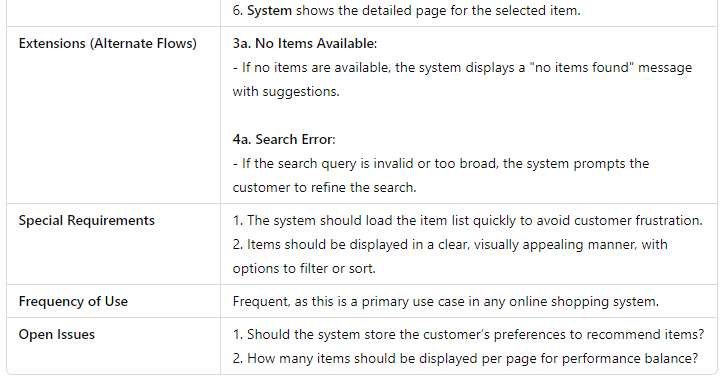 6. System shows the detailed page for the selected item.
Extensions (Alternate Flows)
3a. No Items Available:
- If no items are available, the system displays a "no items found" message
with suggestions.
4a. Search Error:
- If the search query is invalid or too broad, the system prompts the
customer to refine the search.
Special Requirements
1. The system should load the item list quickly to avoid customer frustration.
2. Items should be displayed in a clear, visually appealing manner, with
options to filter or sort.
Frequency of Use
Frequent, as this is a primary use case in any online shopping system.
Open Issues
1. Should the system store the customer’s preferences to recommend items?
2. How many items should be displayed per page for performance balance?